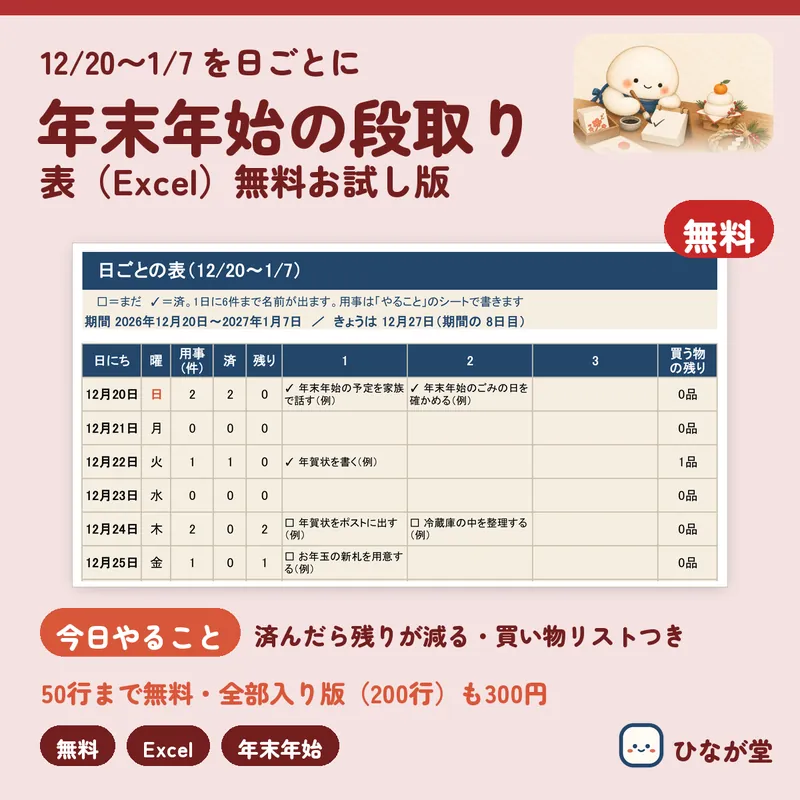 12/20〜1/7 を日ごとに
年末年始の段取り
表（Excel）無料お試し版
無料
日ごとの表（12/20〜1/7）
□＝まだ ✓＝済。1日に6件まで名前が出ます。用事は「やること」のシートで書きます
期間 2026年12月20日〜2027年1月7日 ／ きょうは 12月27日（期間の 8日目）
日にち 曜 用事（件） 済 残り 1 2 3 買う物の残り
12月20日 日 2 2 0 ✓ 年末年始の予定を家族で話す（例） ✓ 年末年始のごみの日を確かめる（例） 0品
12月21日 月 0 0 0 0品
12月22日 火 1 1 0 ✓ 年賀状を書く（例） 1品
12月23日 水 0 0 0 0品
12月24日 木 2 0 2 □ 年賀状をポストに出す（例） □ 冷蔵庫の中を整理する（例） 0品
12月25日 金 1 0 1 □ お年玉の新札を用意する（例） 0品
今日やること 済んだら残りが減る・買い物リストつき
50行まで無料・全部入り版（200行）も300円
無料 Excel 年末年始
ひなが堂